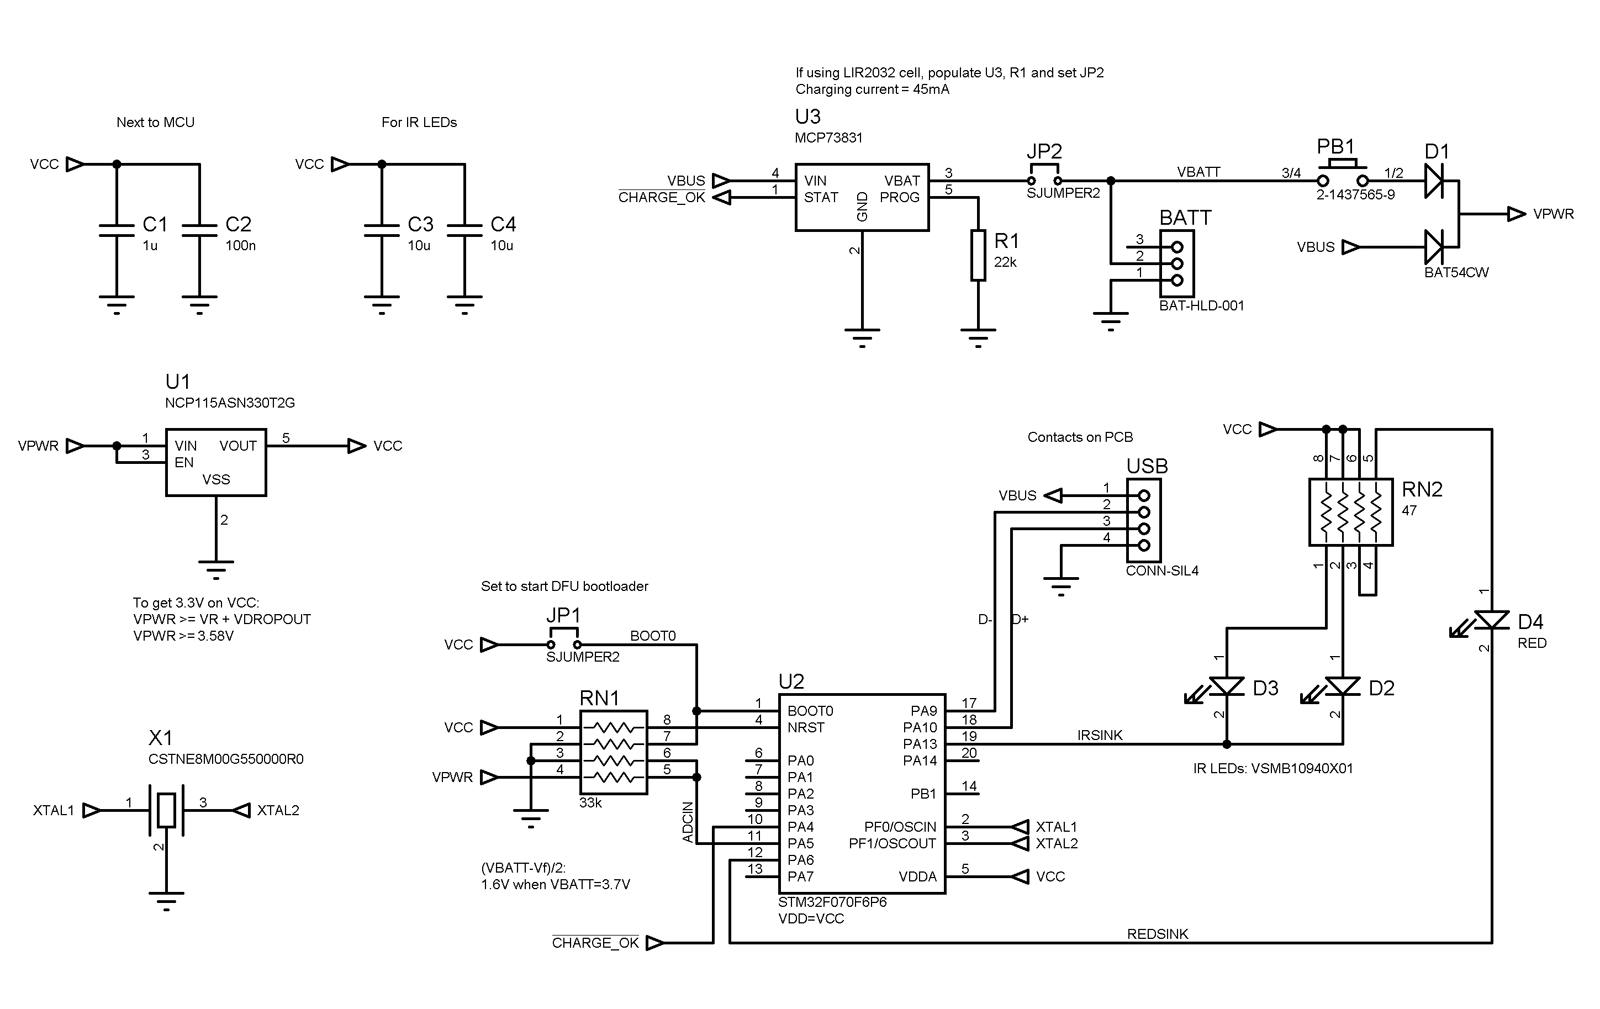 If using LIR2032 cell, populate U3, R1 and set JP2
Charging current = 45mA
Next to MCU
VCC
C1
1u
C2
100n
For IR LEDs
VCC
C3
10u
C4
10u
U3
MCP73831
VBUS
4
VIN
CHARGE_OK
1
STAT
VBAT
3
PROG
5
GND
2
R1
22k
JP2
SJUMPER2
VBATT
BATT
3
2
1
BAT-HLD-001
3/4
PB1
1/2
2-1437565-9
D1
VBUS
BAT54CW
VPWR
U1
NCP115ASN330T2G
VPWR
1
VIN
3
EN
VOUT
5
VCC
VSS
2
To get 3.3V on VCC:
VPWR >= VR + VDROPOUT
VPWR >= 3.58V
X1
CSTNE8M00G550000R0
XTAL1
1
3
XTAL2
2
Set to start DFU bootloader
VCC
JP1
SJUMPER2
BOOT0
RN1
VCC
1
8
2
7
3
6
VPWR
4
5
33k
ADCIN
(VBATT-Vf)/2:
1.6V when VBATT=3.7V
CHARGE_OK
U2
1
BOOT0
4
NRST
6
PA0
7
PA1
8
PA2
9
PA3
10
PA4
11
PA5
12
PA6
13
PA7
PA9
17
PA10
18
PA13
19
PA14
20
PB1
14
PF0/OSCIN
2
XTAL1
PF1/OSCOUT
3
XTAL2
VDDA
5
VCC
STM32F070F6P6
VDD=VCC
Contacts on PCB
USB
VBUS
1
2
3
4
CONN-SIL4
D-
D+
IRSINK
REDSINK
VCC
8
7
6
5
RN2
47
1
2
3
4
1
D3
2
1
D2
2
IR LEDs: VSMB10940X01
1
D4
RED
2